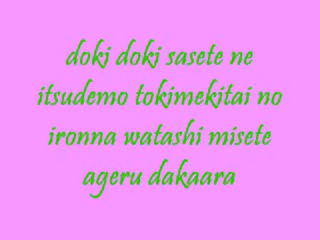 doki doki sasete ne
itsudemo tokimekitai no
ironna watashi misete
ageru dakaara